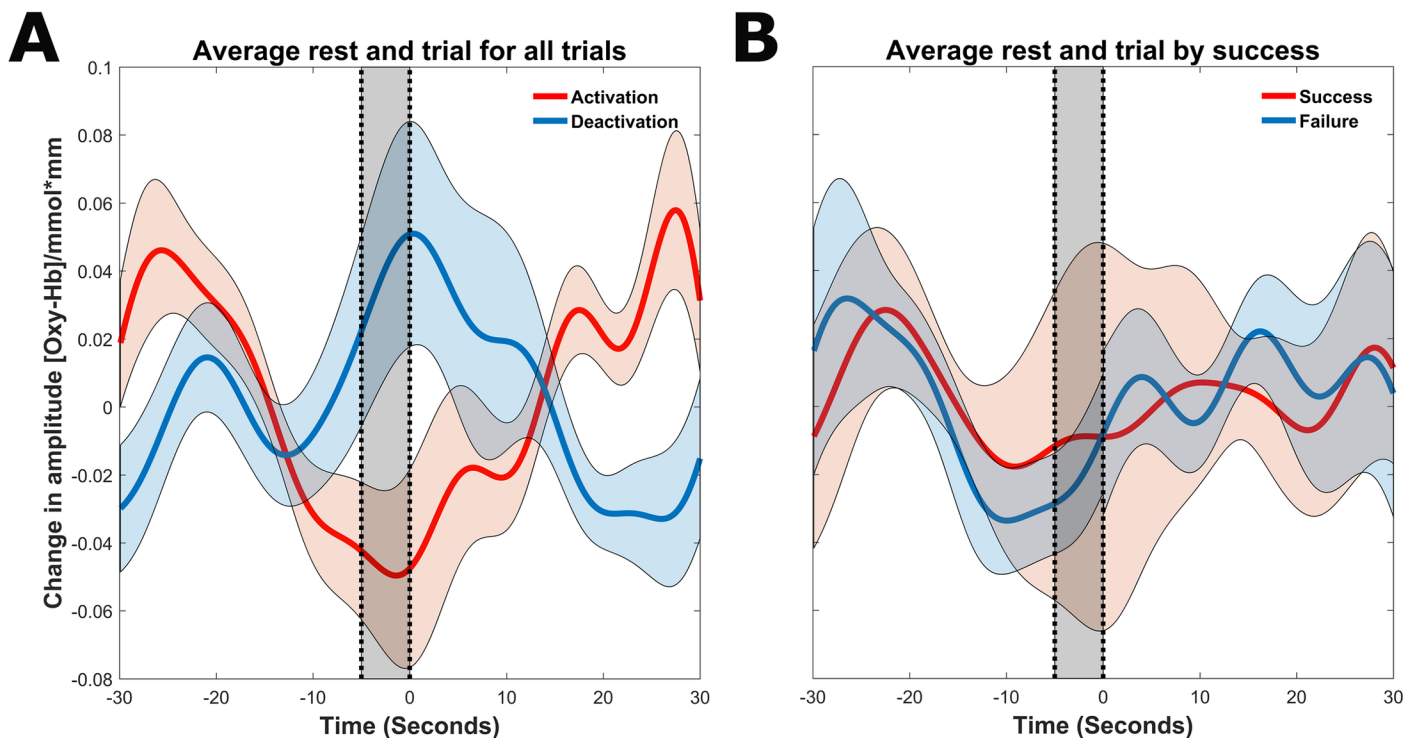 A
Average rest and trial for all trials
Activation
Deactivation
0.1
0.08
0.06
0.04
0.02
0
-0.02
-0.04
-0.06
-0.08
Change in amplitude [Oxy-Hb]/mmol*mm
-30 -20 -10 0 10 20 30
Time (Seconds)
B
Average rest and trial by success
Success
Failure
-30 -20 -10 0 10 20 30
Time (Seconds)